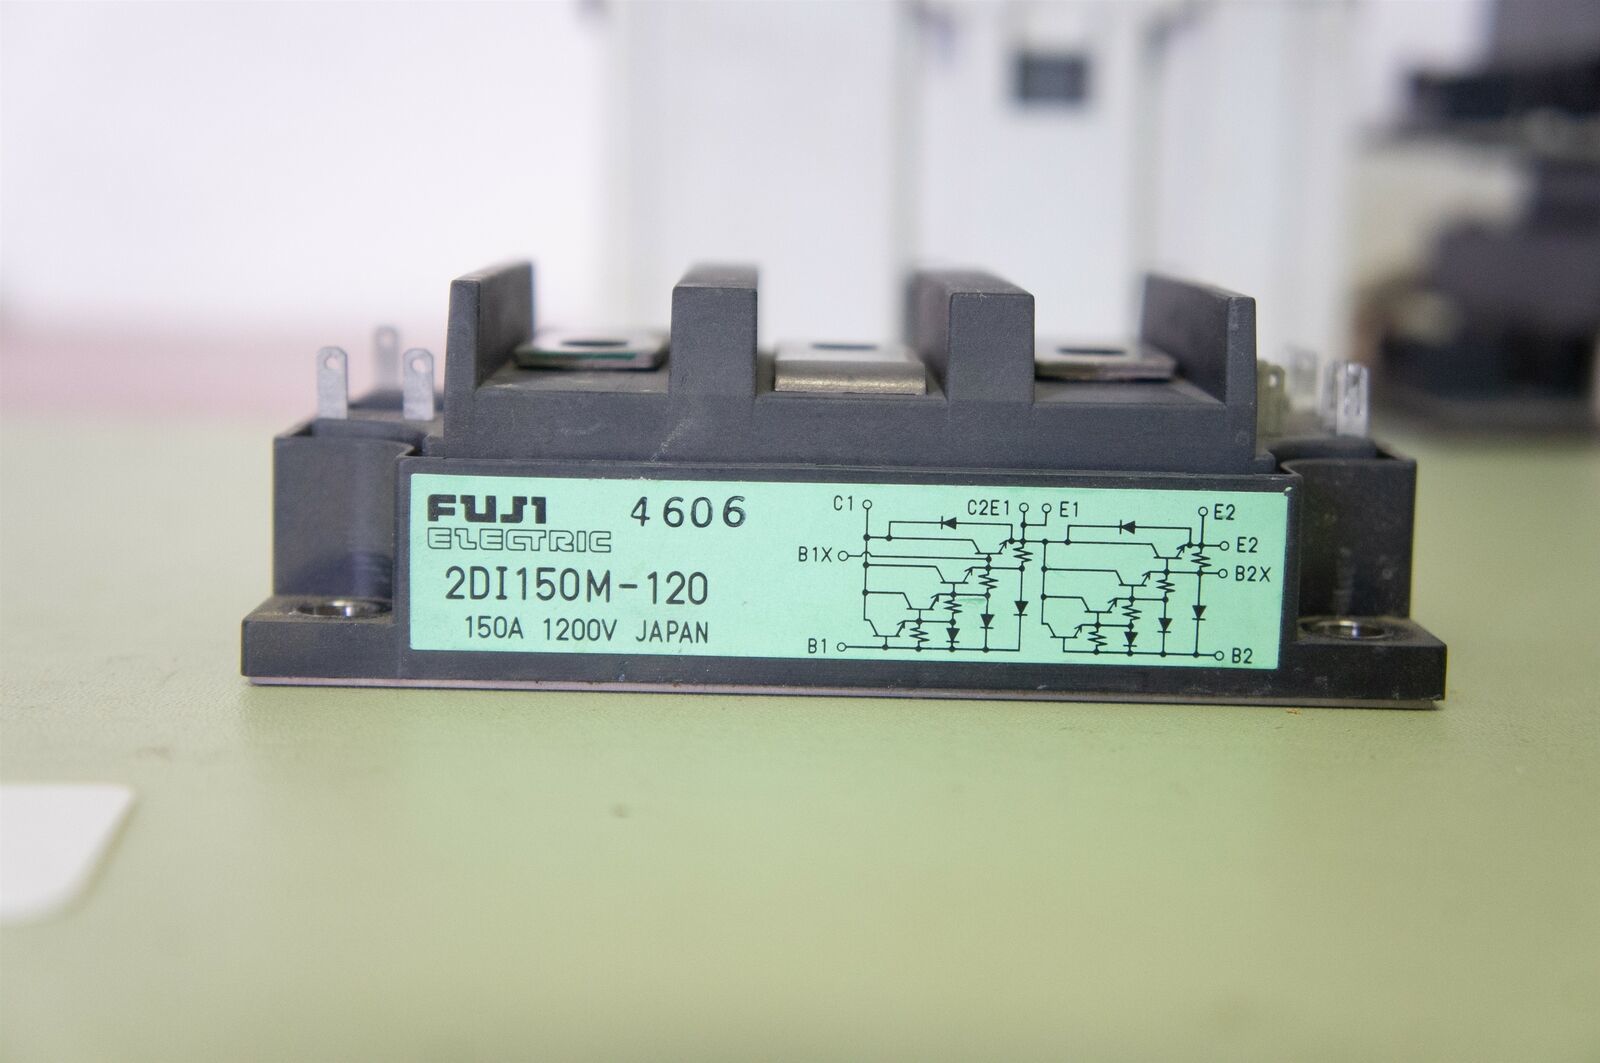 FUJI ELECTRIC 4606
2DI150M-120
150A 1200V JAPAN
C1 C2E1 E1 E2
B1X E2
B2X
B1 B2